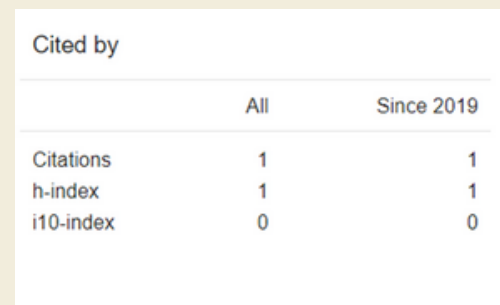 Cited by
All Since 2019
Citations 1 1
h-index 1 1
i10-index 0 0